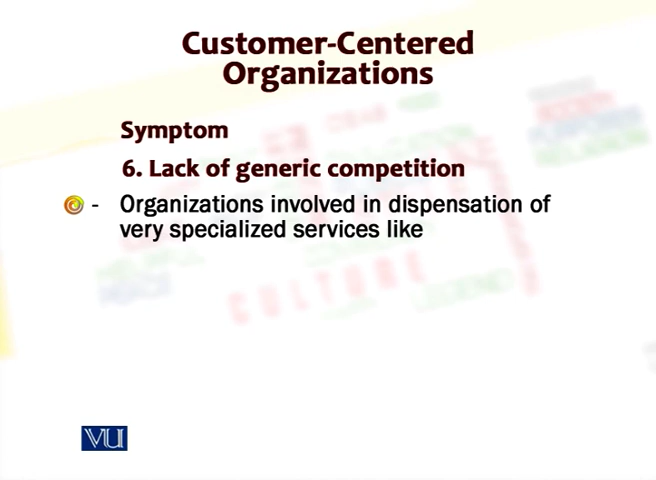 Customer-Centered
Organizations
Symptom
6. Lack of generic competition
- Organizations involved in dispensation of
very specialized services like
CULTURE
VU